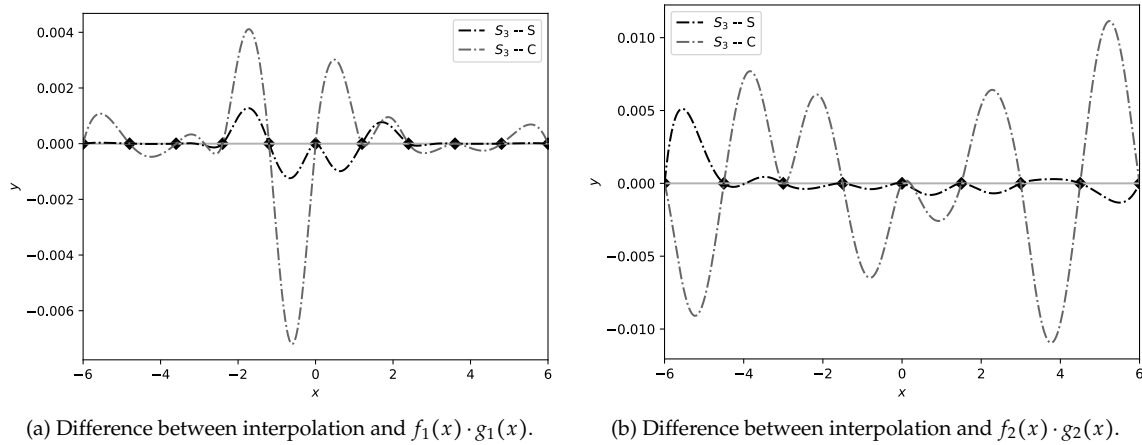 0.004
0.002
0.000
−0.002
−0.004
−0.006
y
−6
−4
−2
0
2
4
6
x
S₃ -- S
S₃ -- C
(a) Difference between interpolation and f₁(x) · g₁(x).
0.010
0.005
0.000
−0.005
−0.010
y
−6
−4
−2
0
2
4
6
x
S₃ -- S
S₃ -- C
(b) Difference between interpolation and f₂(x) · g₂(x).